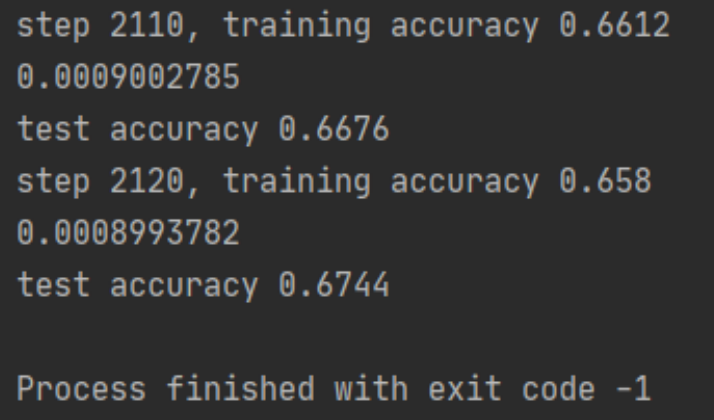 step 2110, training accuracy 0.6612
0.0009002785
test accuracy 0.6676
step 2120, training accuracy 0.658
0.0008993782
test accuracy 0.6744
Process finished with exit code -1